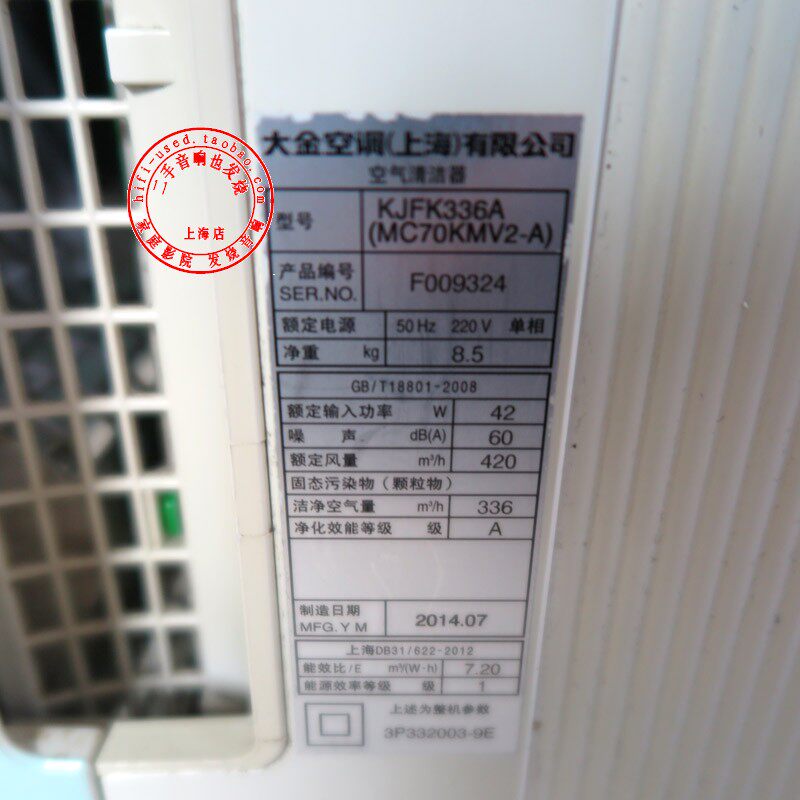 大金空调(上海)有限公司
空气清洁器
型号 KJFK336A
(MC70KMV2-A)
产品编号
SER.NO. F009324
额定电源 50Hz 220V 单相
净重 kg 8.5
GB/T18801-2008
额定输入功率 W 42
噪声 dB(A) 60
额定风量 m³/h 420
固态污染物(颗粒物)
洁净空气量 m³/h 336
净化效能等级 级 A
制造日期
MFG.Y M 2014.07
上海DB31/622-2012
能效比/E m³/(W·h) 7.20
能源效率等级 级 1
上述为整机参数
3P332003-9E
hifi-used.taobao.com
二手音响也发烧
上海店
家庭影院 发烧音响